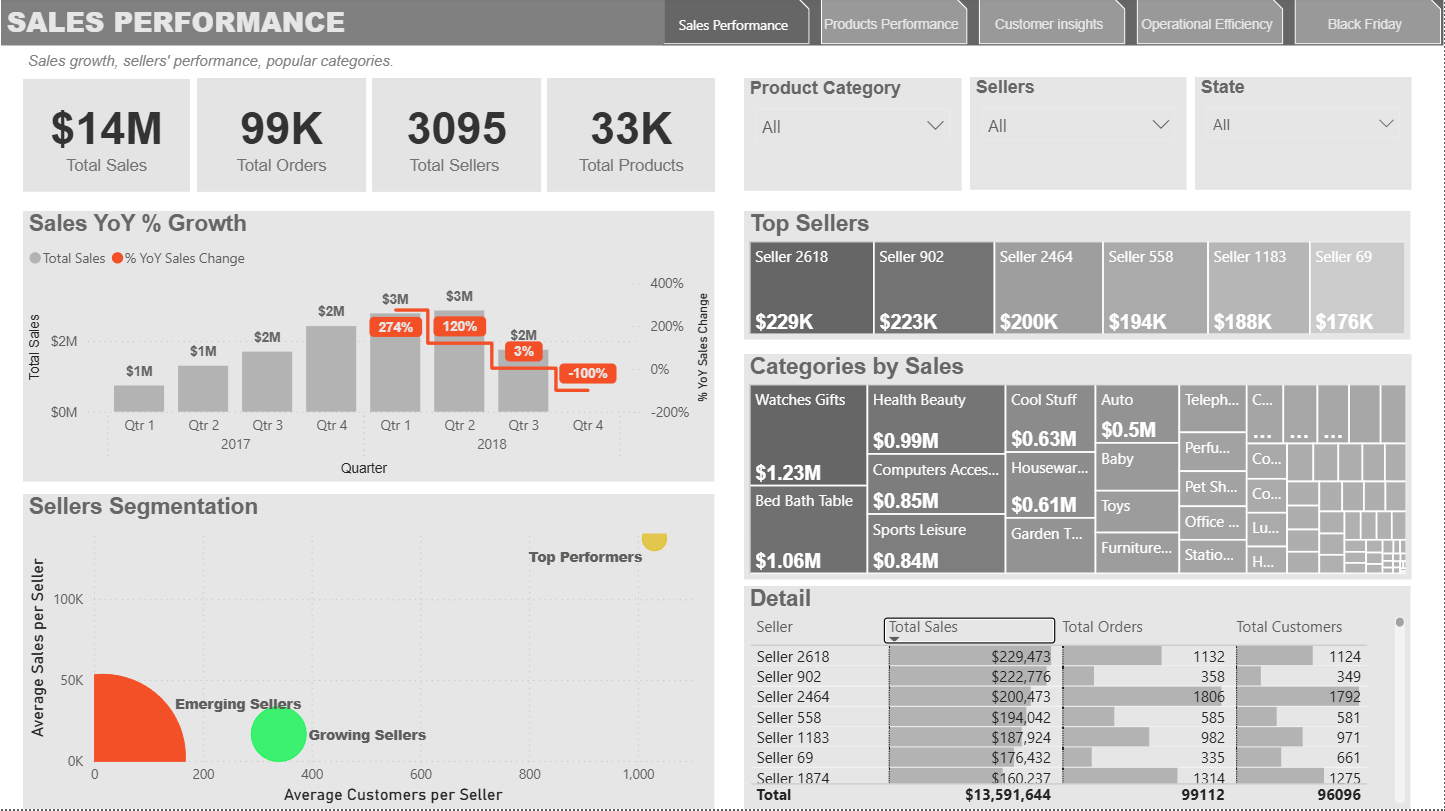 SALES PERFORMANCE
Sales Performance
Products Performance
Customer insights
Operational Efficiency
Black Friday
Sales growth, sellers' performance, popular categories.
$14M
Total Sales
99K
Total Orders
3095
Total Sellers
33K
Total Products
Product Category
All
Sellers
All
State
All
Sales YoY % Growth
Total Sales
% YoY Sales Change
Total Sales
$2M
$0M
$1M
$1M
$2M
$2M
$3M
$3M
$2M
274%
120%
3%
-100%
400%
200%
0%
-200%
% YoY Sales Change
Qtr 1
Qtr 2
Qtr 3
Qtr 4
Qtr 1
Qtr 2
Qtr 3
Qtr 4
2017
2018
Quarter
Top Sellers
Seller 2618
$229K
Seller 902
$223K
Seller 2464
$200K
Seller 558
$194K
Seller 1183
$188K
Seller 69
$176K
Categories by Sales
Watches Gifts
$1.23M
Bed Bath Table
$1.06M
Health Beauty
$0.99M
Computers Acces...
$0.85M
Sports Leisure
$0.84M
Cool Stuff
$0.63M
Housewar...
$0.61M
Garden T...
Auto
$0.5M
Baby
Toys
Furniture...
Teleph...
Perfu...
Pet Sh...
Office ...
Statio...
C...
...
...
...
Co...
Co...
Lu...
H...
Sellers Segmentation
Average Sales per Seller
100K
50K
0K
Top Performers
Emerging Sellers
Growing Sellers
0
200
400
600
800
1,000
Average Customers per Seller
Detail
Seller Total Sales Total Orders Total Customers
Seller 2618 $229,473 1132 1124
Seller 902 $222,776 358 349
Seller 2464 $200,473 1806 1792
Seller 558 $194,042 585 581
Seller 1183 $187,924 982 971
Seller 69 $176,432 335 661
Seller 1874 $160,237 1314 1275
Total $13,591,644 99112 96096